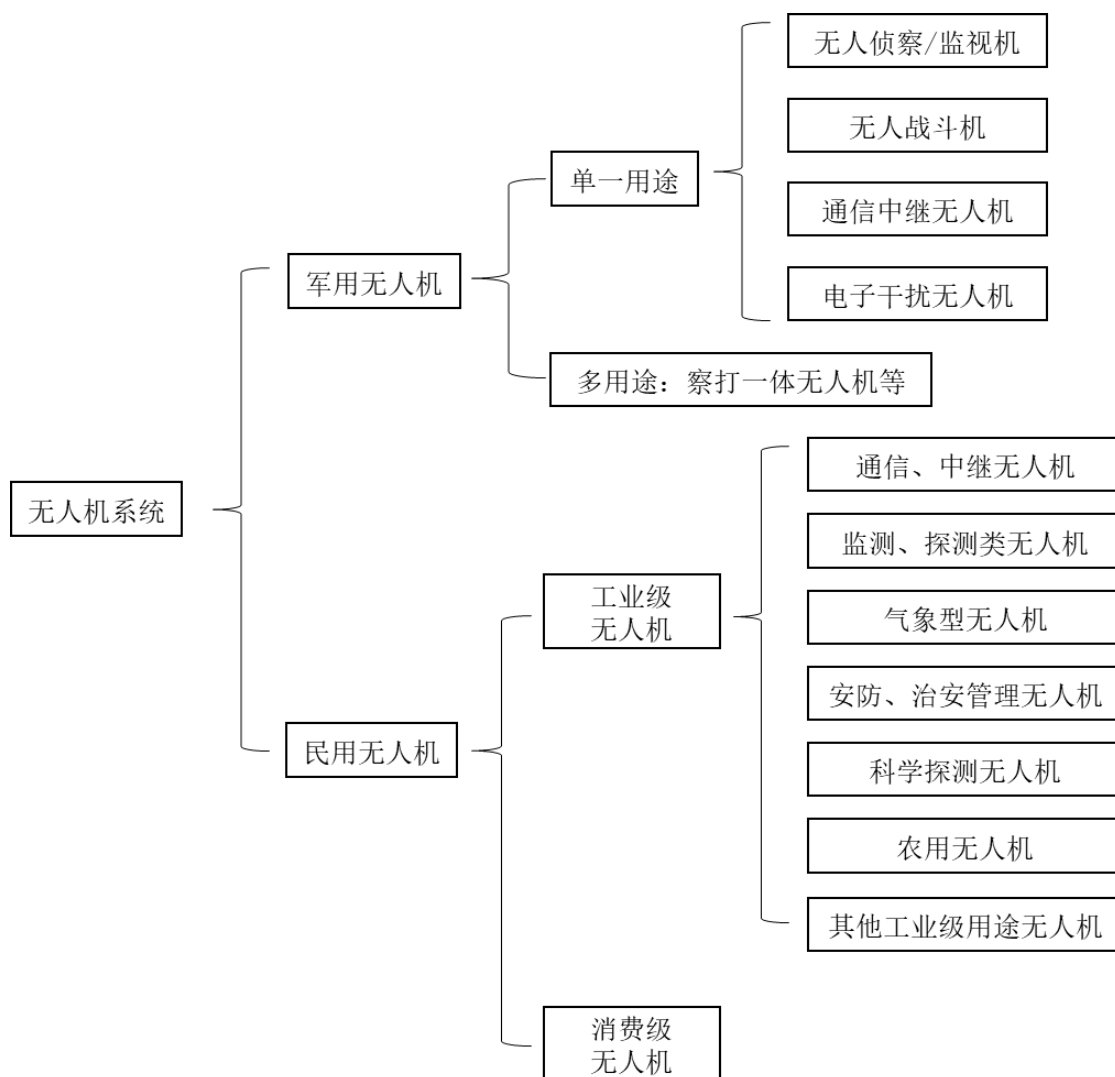 无人侦察/监视机
无人战斗机
单一用途
通信中继无人机
军用无人机
电子干扰无人机
多用途：察打一体无人机等
通信、中继无人机
无人机系统
监测、探测类无人机
工业级
无人机
气象型无人机
安防、治安管理无人机
民用无人机
科学探测无人机
农用无人机
其他工业级用途无人机
消费级
无人机